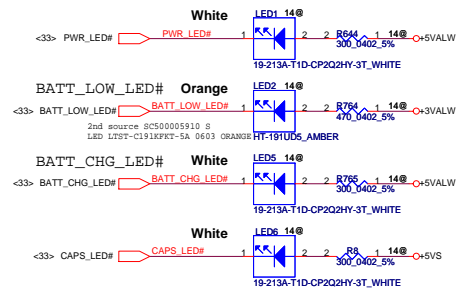 White LED1 14@
<33> PWR_LED# PWR_LED# 1 2 2 R644 1 14@ +5VALW
300_0402_5%
19-213A-T1D-CP2Q2HY-3T_WHITE
BATT_LOW_LED# Orange LED2 14@
<33> BATT_LOW_LED# BATT_LOW_LED# 1 2 2 R764 1 14@ +3VALW
470_0402_5%
2nd source SC500005910 S
LED LTST-C191KFKT-5A 0603 ORANGE HT-191UD5_AMBER
BATT_CHG_LED# White LED5 14@
<33> BATT_CHG_LED# BATT_CHG_LED# 1 2 2 R765 1 14@ +5VALW
300_0402_5%
19-213A-T1D-CP2Q2HY-3T_WHITE
White LED6 14@
<33> CAPS_LED# CAPS_LED# 1 2 2 R8 1 14@ +5VS
300_0402_5%
19-213A-T1D-CP2Q2HY-3T_WHITE